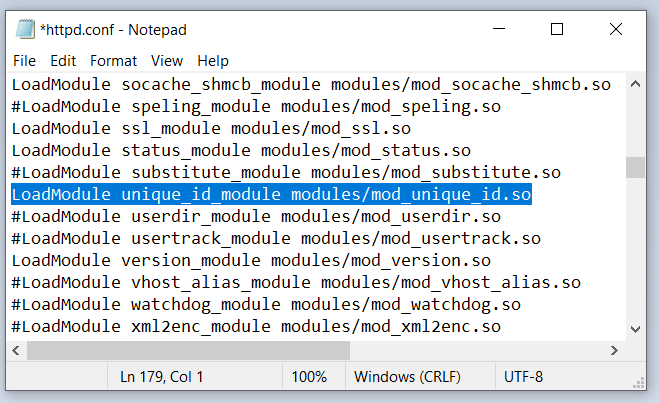 *httpd.conf - Notepad
File Edit Format View Help
LoadModule socache_shmcb_module modules/mod_socache_shmcb.so
#LoadModule speling_module modules/mod_speling.so
LoadModule ssl_module modules/mod_ssl.so
LoadModule status_module modules/mod_status.so
#LoadModule substitute_module modules/mod_substitute.so
LoadModule unique_id_module modules/mod_unique_id.so
#LoadModule userdir_module modules/mod_userdir.so
#LoadModule usertrack_module modules/mod_usertrack.so
LoadModule version_module modules/mod_version.so
#LoadModule vhost_alias_module modules/mod_vhost_alias.so
#LoadModule watchdog_module modules/mod_watchdog.so
#LoadModule xml2enc_module modules/mod_xml2enc.so
Ln 179, Col 1 100% Windows (CRLF) UTF-8